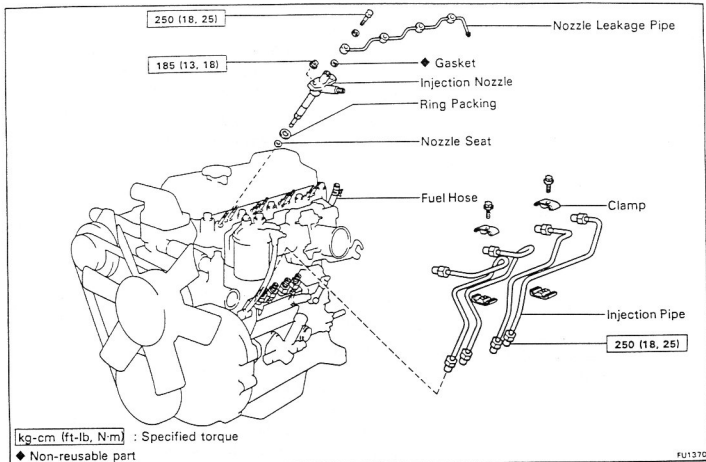 250 (18, 25)
Nozzle Leakage Pipe
185 (13, 18)
◆ Gasket
Injection Nozzle
Ring Packing
Nozzle Seat
Fuel Hose
Clamp
Injection Pipe
250 (18, 25)
kg-cm (ft-lb, N·m) : Specified torque
◆ Non-reusable part
FU1370